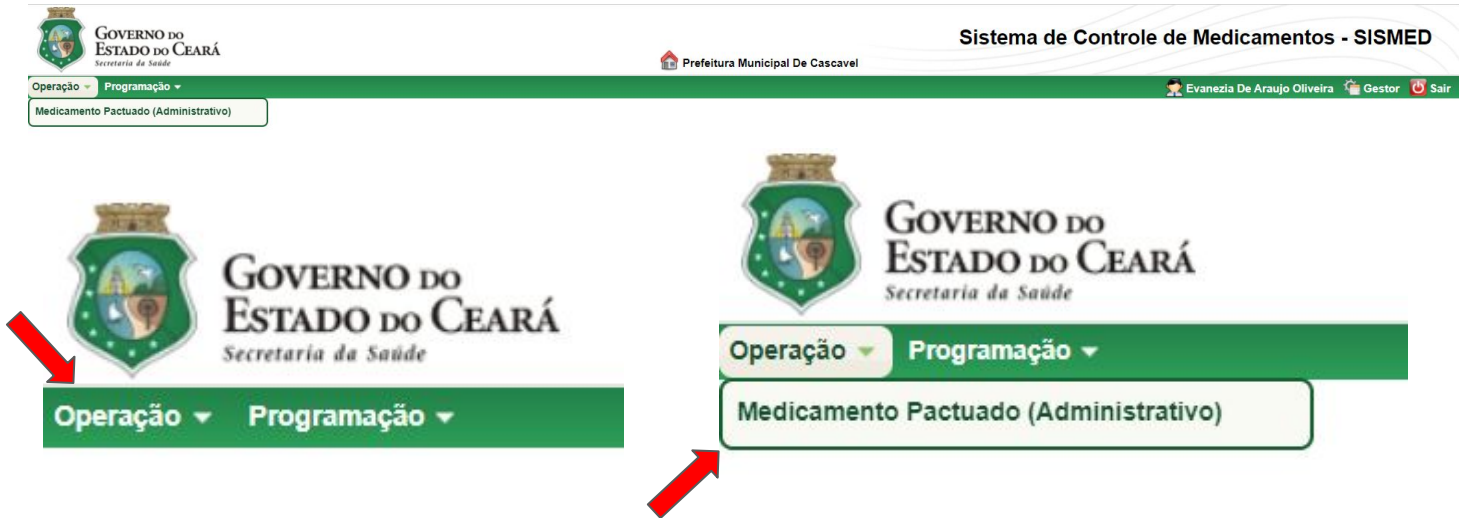 GOVERNO DO
ESTADO DO CEARÁ
Secretaria da Saúde
Sistema de Controle de Medicamentos - SISMED
Prefeitura Municipal De Cascavel
Operação Programação
Evanezia De Araujo Oliveira Gestor Sair
Medicamento Pactuado (Administrativo)
GOVERNO DO
ESTADO DO CEARÁ
Secretaria da Saúde
Operação Programação
GOVERNO DO
ESTADO DO CEARÁ
Secretaria da Saúde
Operação Programação
Medicamento Pactuado (Administrativo)